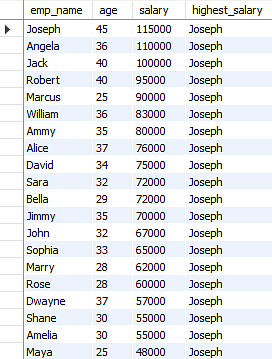 emp_name age salary highest_salary
Joseph 45 115000 Joseph
Angela 36 110000 Joseph
Jack 40 100000 Joseph
Robert 40 95000 Joseph
Marcus 25 90000 Joseph
William 36 83000 Joseph
Ammy 35 80000 Joseph
Alice 37 76000 Joseph
David 34 75000 Joseph
Sara 32 72000 Joseph
Bella 29 72000 Joseph
Jimmy 35 70000 Joseph
John 32 67000 Joseph
Sophia 33 65000 Joseph
Marry 28 62000 Joseph
Rose 28 60000 Joseph
Dwayne 37 57000 Joseph
Shane 30 55000 Joseph
Amelia 30 55000 Joseph
Maya 25 48000 Joseph